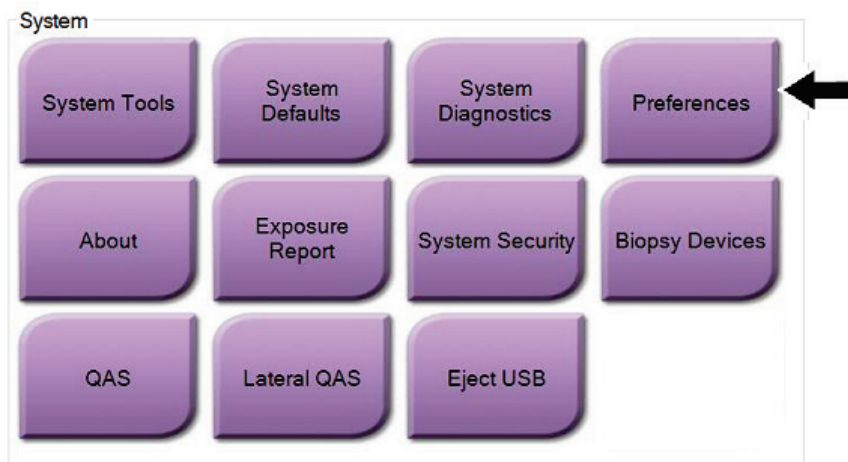 System
System Tools
System
Defaults
System
Diagnostics
Preferences
About
Exposure
Report
System Security
Biopsy Devices
QAS
Lateral QAS
Eject USB